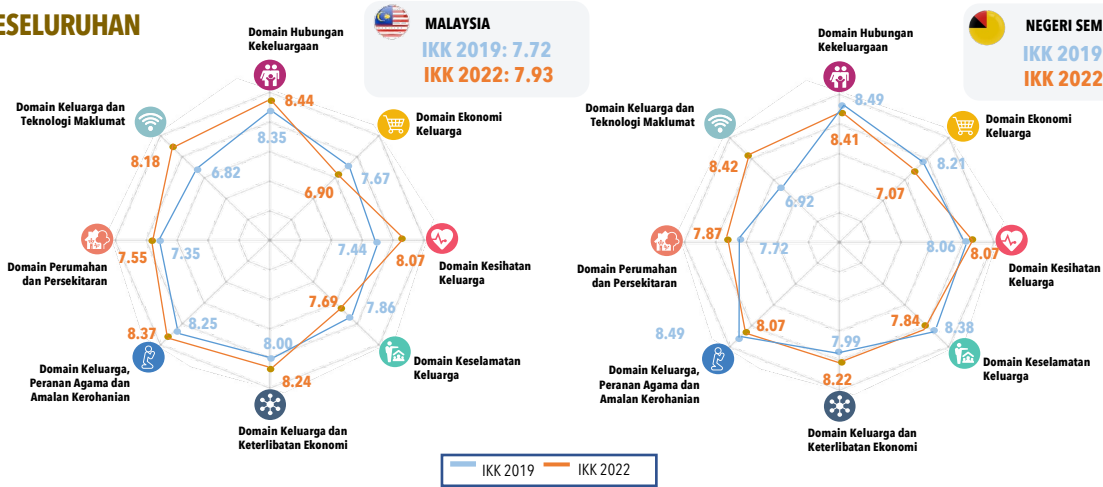 ESELURUHAN
MALAYSIA
IKK 2019: 7.72
IKK 2022: 7.93
Domain Hubungan
Kekeluargaan
8.44
8.35
Domain Ekonomi
Keluarga
7.67
6.90
Domain Kesihatan
Keluarga
7.44
8.07
Domain Keselamatan
Keluarga
7.69
7.86
Domain Keluarga dan
Keterlibatan Ekonomi
8.00
8.24
Domain Keluarga,
Peranan Agama dan
Amalan Kerohanian
8.25
8.37
Domain Perumahan
dan Persekitaran
7.55
7.35
Domain Keluarga dan
Teknologi Maklumat
8.18
6.82
NEGERI SEM
IKK 2019
IKK 2022
Domain Hubungan
Kekeluargaan
8.49
8.41
Domain Ekonomi
Keluarga
8.21
7.07
Domain Kesihatan
Keluarga
8.06
8.07
Domain Keselamatan
Keluarga
7.84
8.38
Domain Keluarga dan
Keterlibatan Ekonomi
7.99
8.22
Domain Keluarga,
Peranan Agama dan
Amalan Kerohanian
8.49
8.07
Domain Perumahan
dan Persekitaran
7.87
7.72
Domain Keluarga dan
Teknologi Maklumat
8.42
6.92
IKK 2019
IKK 2022